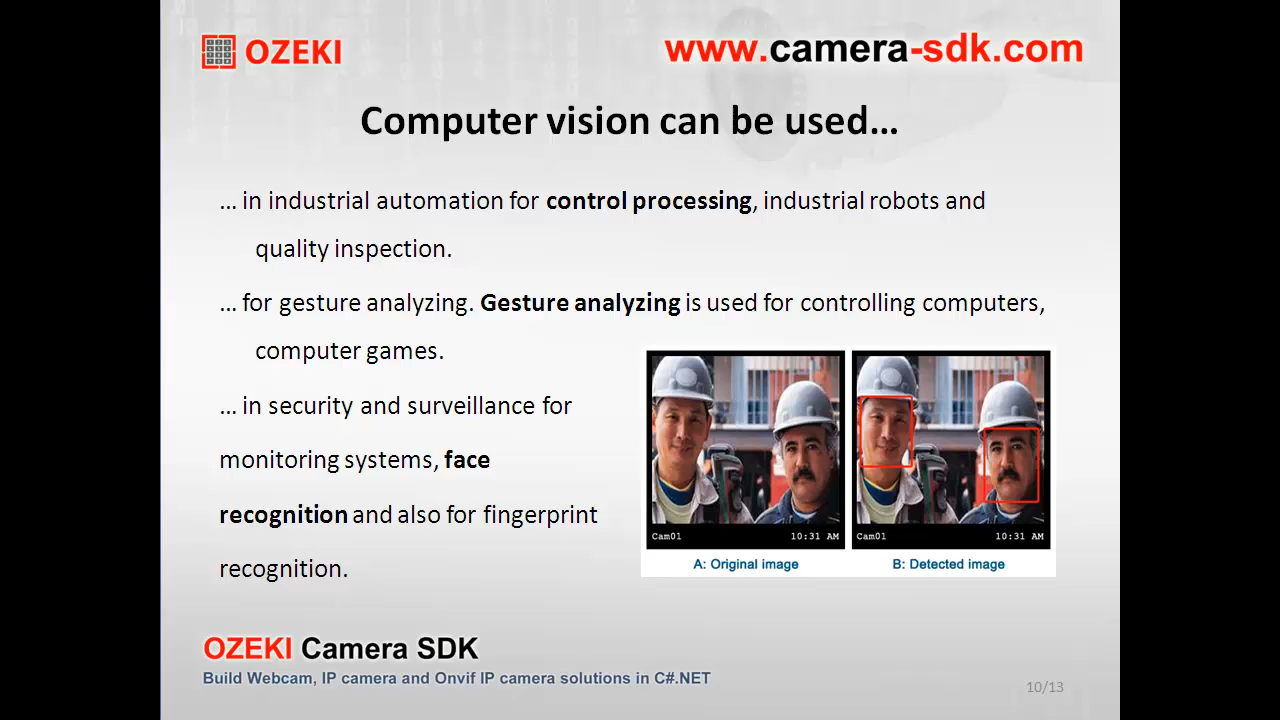 OZEKI
www.camera-sdk.com
Computer vision can be used…
… in industrial automation for control processing, industrial robots and
quality inspection.
… for gesture analyzing. Gesture analyzing is used for controlling computers,
computer games.
… in security and surveillance for
monitoring systems, face
recognition and also for fingerprint
recognition.
Cam01 10:31 AM
Cam01 10:31 AM
A: Original image
B: Detected image
OZEKI Camera SDK
Build Webcam, IP camera and Onvif IP camera solutions in C#.NET
10/13